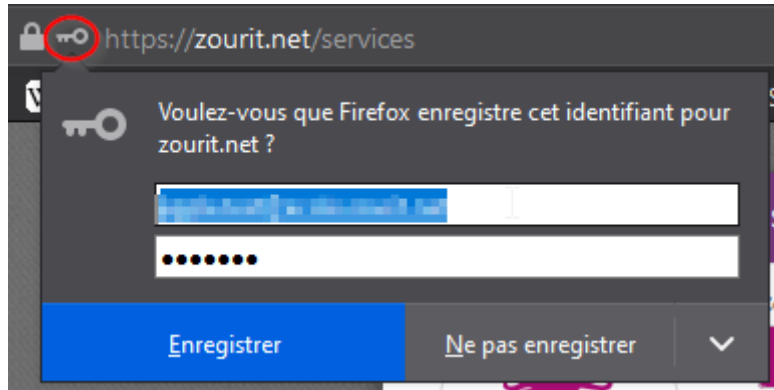 https://zourit.net/services
Voulez-vous que Firefox enregistre cet identifiant pour
zourit.net ?
●●●●●●●
Enregistrer
Ne pas enregistrer